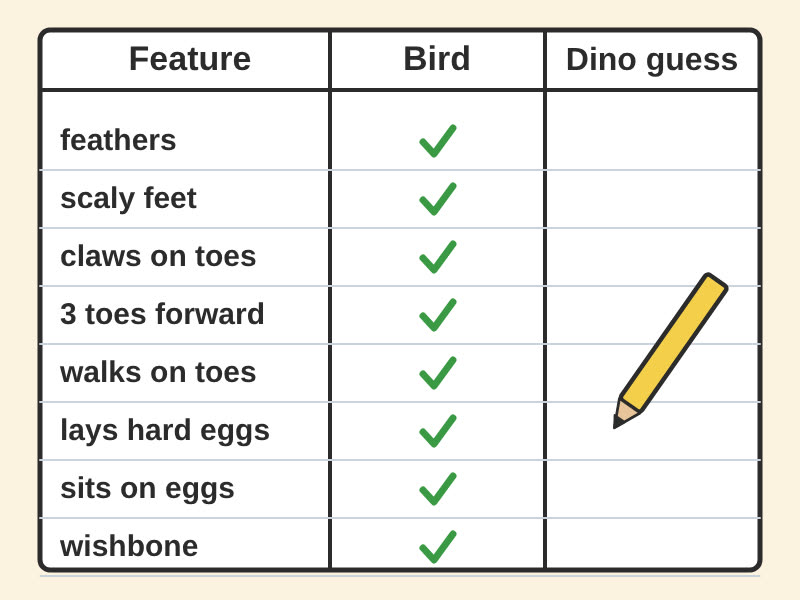 Feature Bird Dino guess
feathers
scaly feet
claws on toes
3 toes forward
walks on toes
lays hard eggs
sits on eggs
wishbone